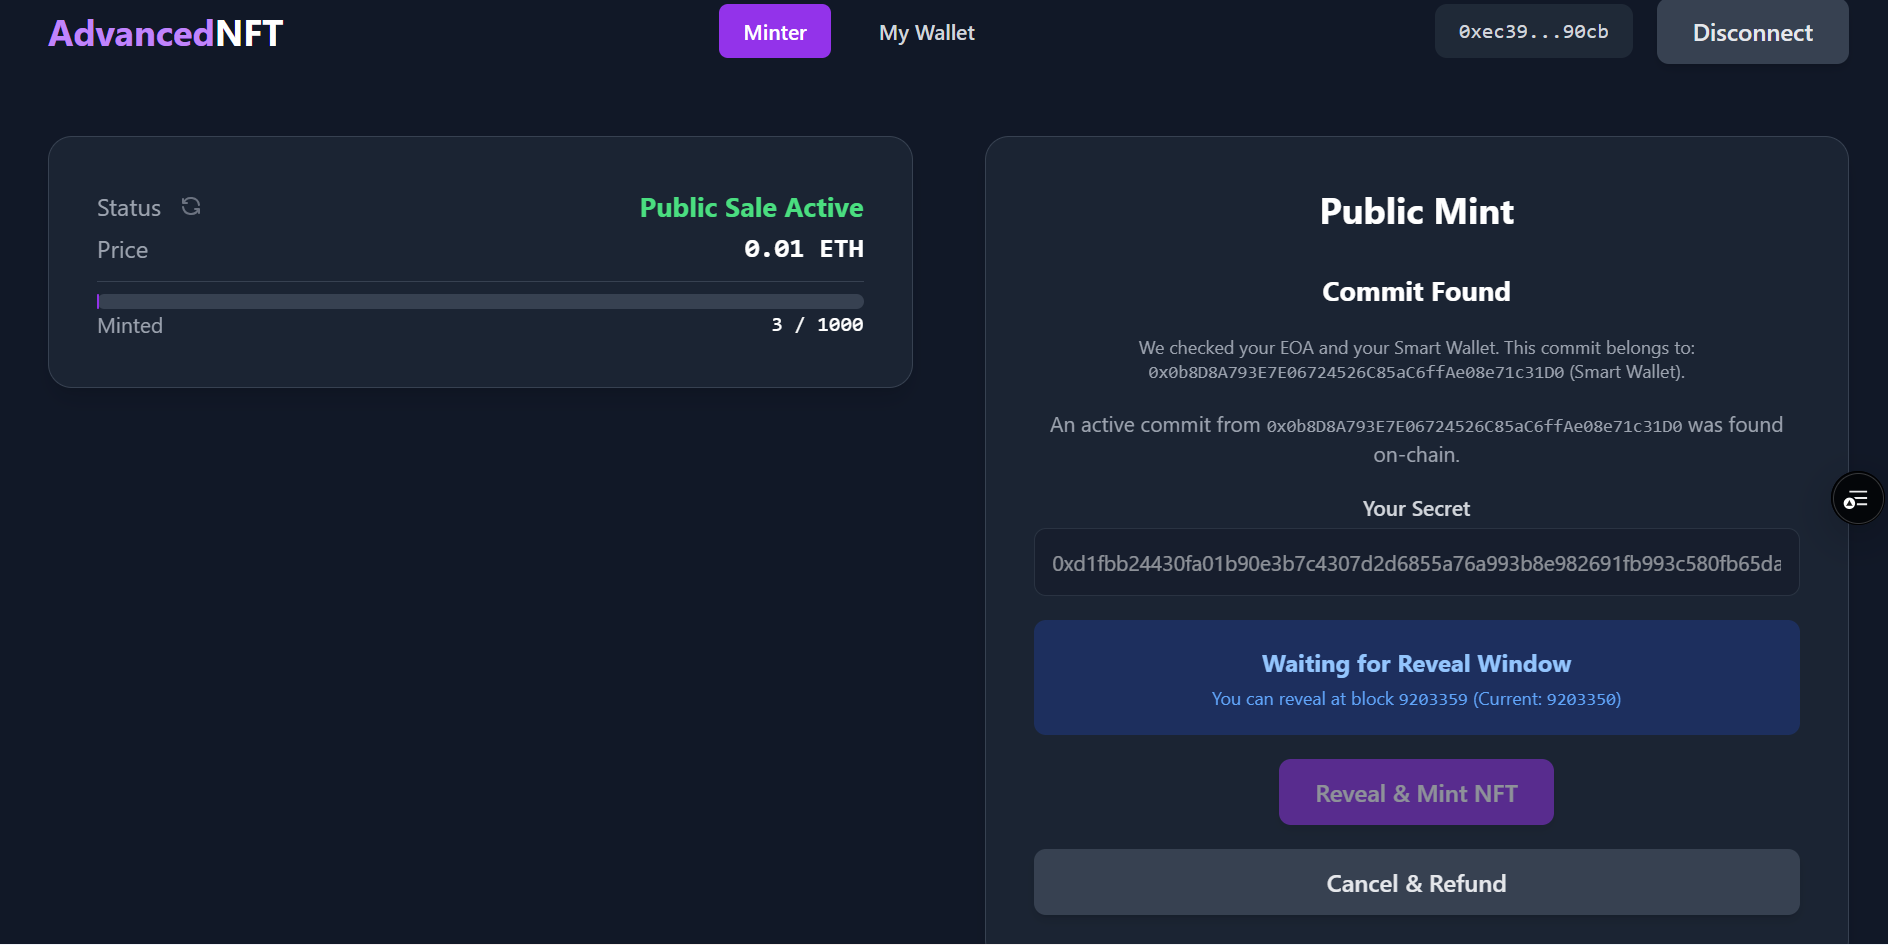 AdvancedNFT
Minter
My Wallet
0xec39...90cb
Disconnect
Status
Public Sale Active
Price
0.01 ETH
Minted
3 / 1000
Public Mint
Commit Found
We checked your EOA and your Smart Wallet. This commit belongs to:
0x0b8D8A793E7E06724526C85aC6ffAe08e71c31D0 (Smart Wallet).
An active commit from 0x0b8D8A793E7E06724526C85aC6ffAe08e71c31D0 was found
on-chain.
Your Secret
0xd1fbb24430fa01b90e3b7c4307d2d6855a76a993b8e982691fb993c580fb65da
Waiting for Reveal Window
You can reveal at block 9203359 (Current: 9203350)
Reveal & Mint NFT
Cancel & Refund